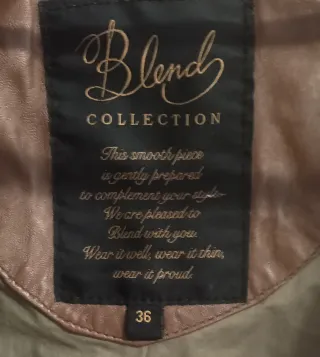 Blend
COLLECTION
This smooth piece
is gently prepared
to complement your style.
We are pleased to
Blend with you.
Wear it well, wear it thin,
wear it proud.
36